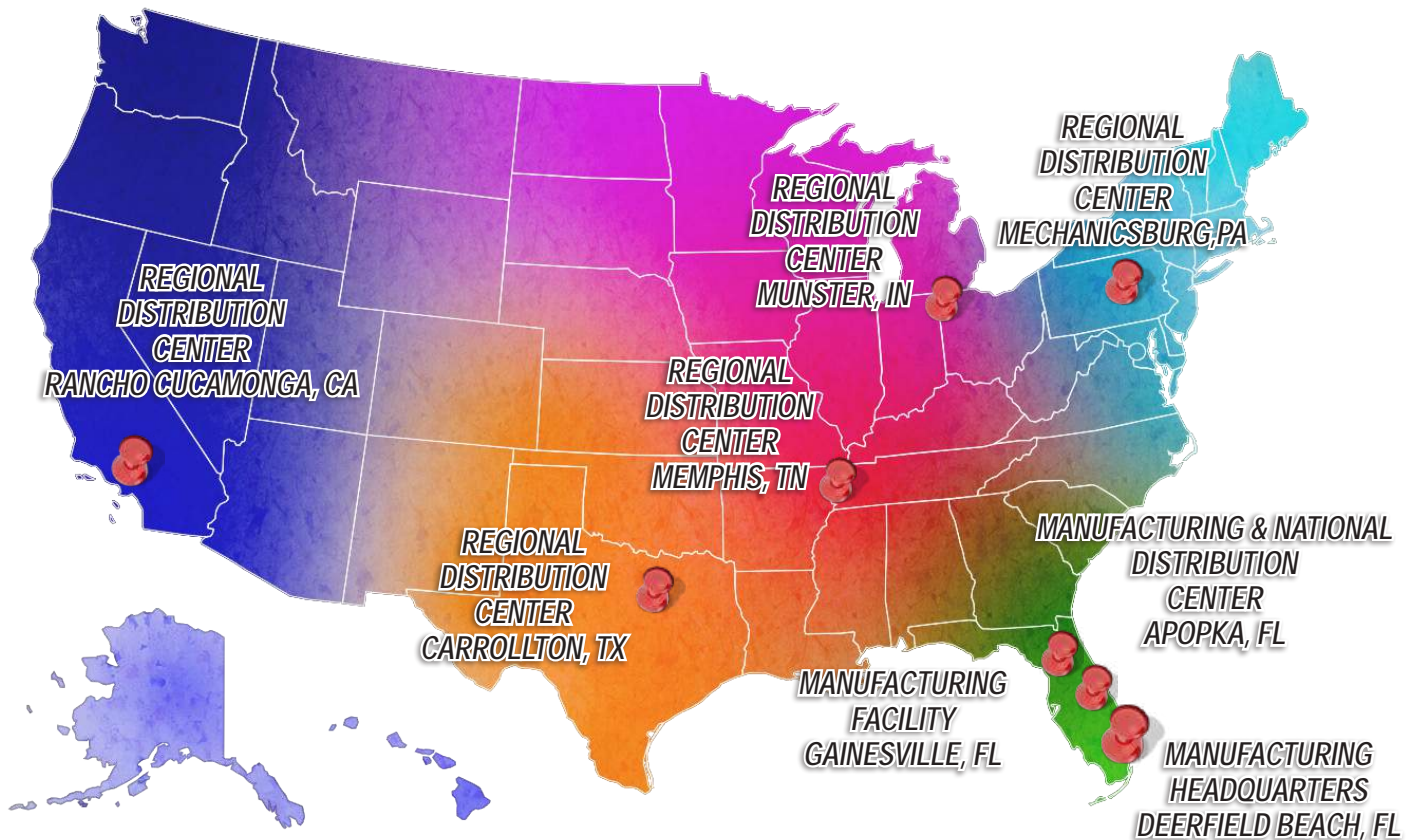 REGIONAL
DISTRIBUTION
CENTER
MECHANICSBURG,PA
REGIONAL
DISTRIBUTION
CENTER
MUNSTER, IN
REGIONAL
DISTRIBUTION
CENTER
RANCHO CUCAMONGA, CA
REGIONAL
DISTRIBUTION
CENTER
MEMPHIS, TN
REGIONAL
DISTRIBUTION
CENTER
CARROLLTON, TX
MANUFACTURING & NATIONAL
DISTRIBUTION
CENTER
APOPKA, FL
MANUFACTURING
FACILITY
GAINESVILLE, FL
MANUFACTURING
HEADQUARTERS
DEERFIELD BEACH, FL